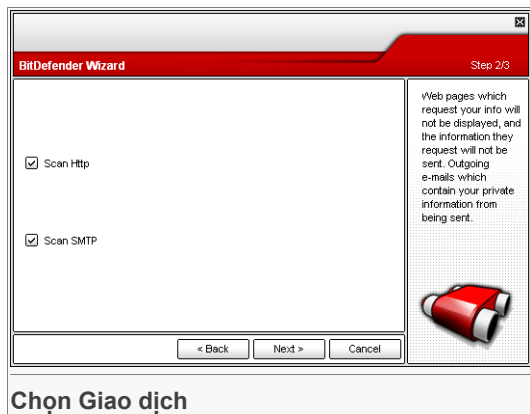 BitDefender Wizard
Step 2/3
Scan Http
Scan SMTP
Web pages which
request your info will
not be displayed, and
the information they
request will not be
sent. Outgoing
e-mails which
contain your private
information from
being sent.
< Back
Next >
Cancel
Chọn Giao dịch